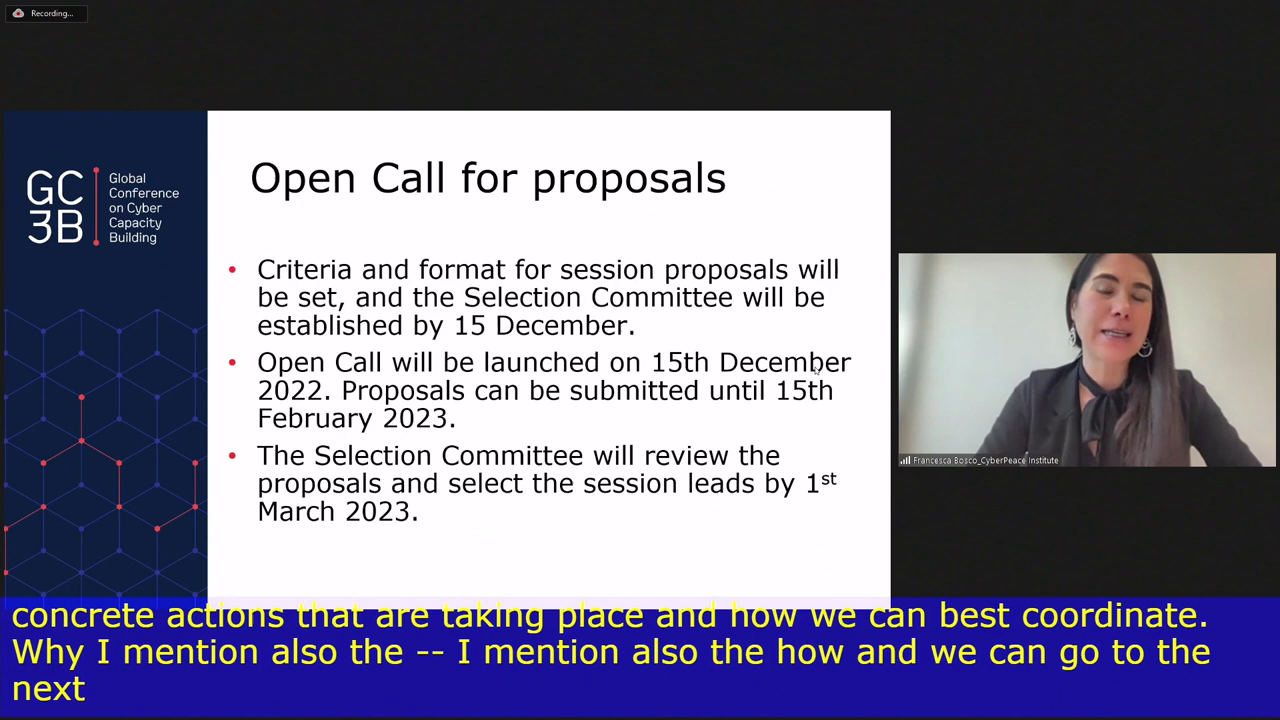 Recording...
GC
3B
Global
Conference
on Cyber
Capacity
Building
Open Call for proposals
• Criteria and format for session proposals will
be set, and the Selection Committee will be
established by 15 December.
• Open Call will be launched on 15th December
2022. Proposals can be submitted until 15th
February 2023.
• The Selection Committee will review the
proposals and select the session leads by 1st
March 2023.
Francesca Bosco_CyberPeace Institute
concrete actions that are taking place and how we can best coordinate.
Why I mention also the -- I mention also the how and we can go to the
next